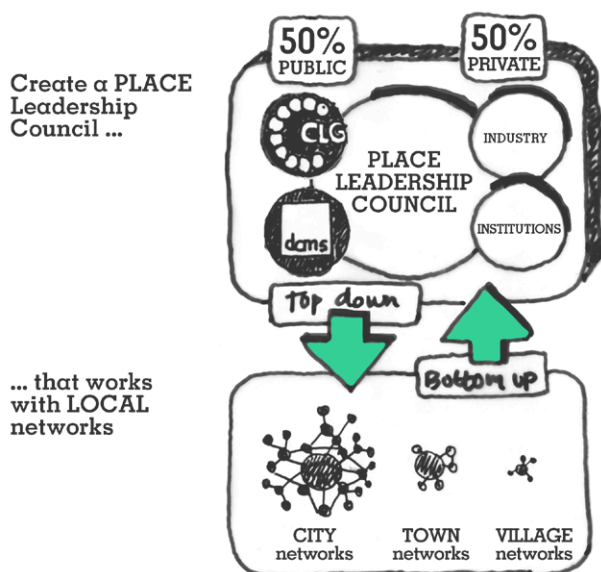 50%
PUBLIC
50%
PRIVATE
Create a PLACE
Leadership
Council ...
CLG
INDUSTRY
PLACE
LEADERSHIP
COUNCIL
dcms
INSTITUTIONS
Top down
Bottom up
... that works
with LOCAL
networks
CITY
networks
TOWN
networks
VILLAGE
networks